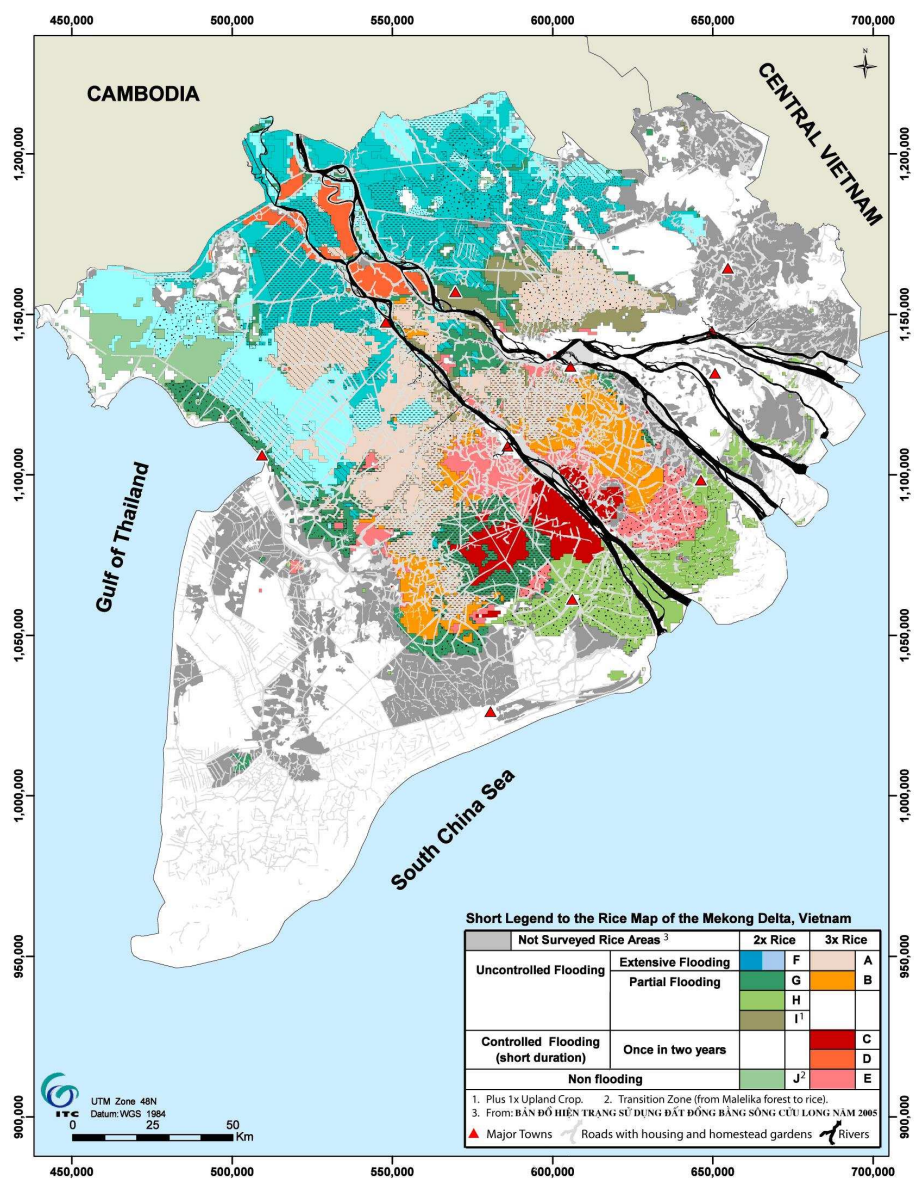 450,000 500,000 550,000 600,000 650,000 700,000
CAMBODIA
CENTRAL VIETNAM
1,200,000 1,200,000
1,150,000 1,150,000
1,100,000 1,100,000
Gulf of Thailand
1,050,000 1,050,000
South China Sea
1,000,000 1,000,000
950,000 950,000
900,000 900,000
Short Legend to the Rice Map of the Mekong Delta, Vietnam
Not Surveyed Rice Areas 3 2x Rice 3x Rice
Uncontrolled Flooding Extensive Flooding F A
Partial Flooding G B
H
I1
Controlled Flooding (short duration) Once in two years C
D
Non flooding J2 E
1. Plus 1x Upland Crop. 2. Transition Zone (from Malelika forest to rice).
3. From: BẢN ĐỒ HIỆN TRẠNG SỬ DỤNG ĐẤT ĐỒNG BẰNG SÔNG CỬU LONG NĂM 2005
Major Towns Roads with housing and homestead gardens Rivers
ITC
UTM Zone 48N
Datum: WGS 1984
0 25 50
Km
450,000 500,000 550,000 600,000 650,000 700,000